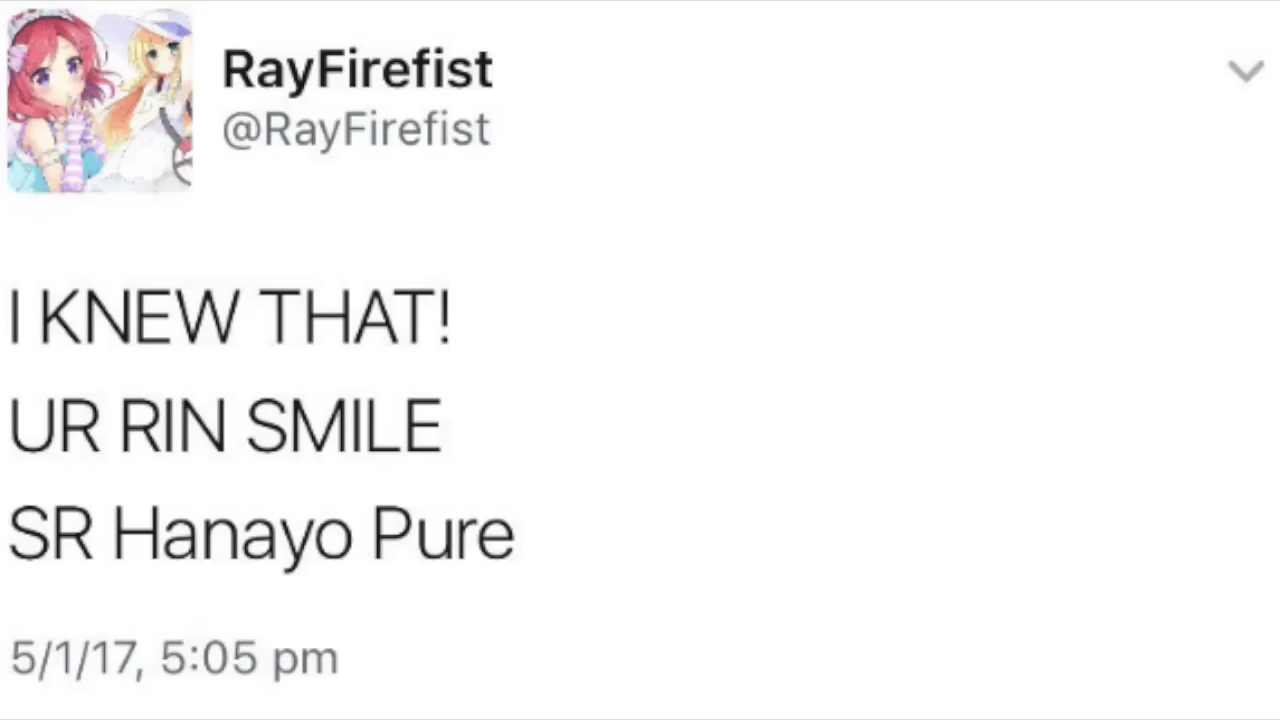 RayFirefist
@RayFirefist
I KNEW THAT!
UR RIN SMILE
SR Hanayo Pure
5/1/17, 5:05 pm